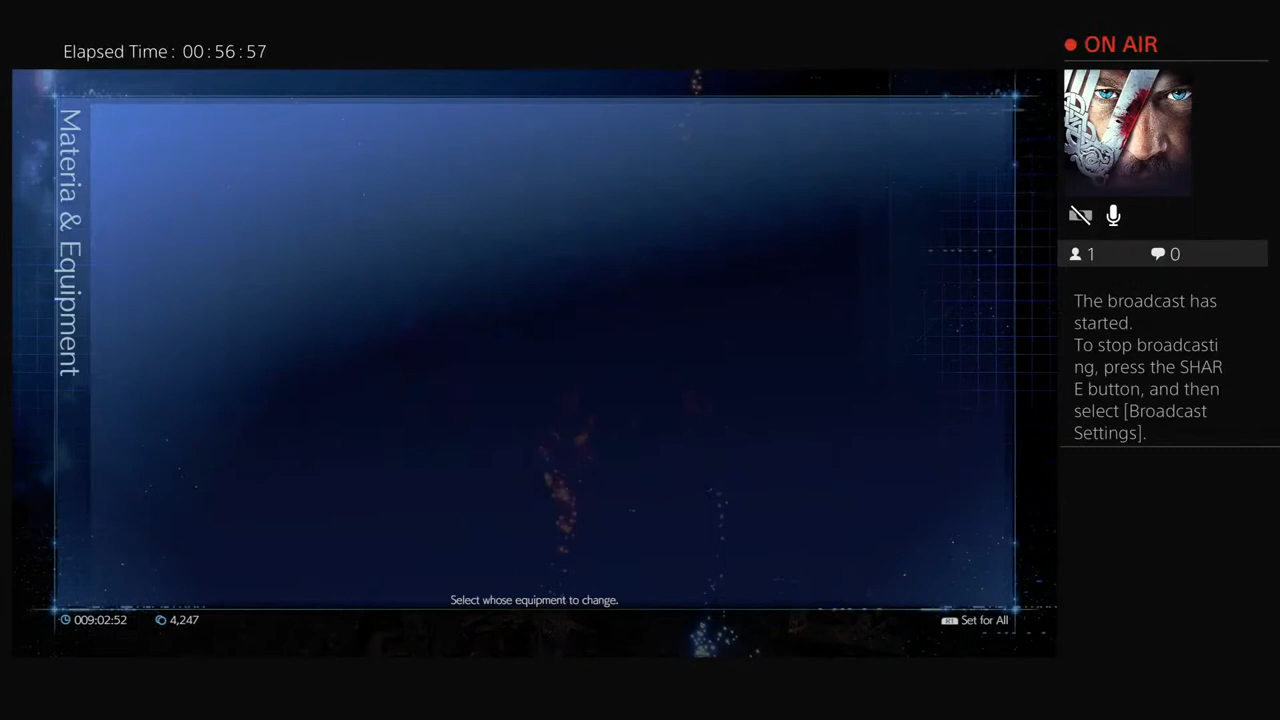 Elapsed Time: 00:56:57
ON AIR
Materia & Equipment
1
0
The broadcast has
started.
To stop broadcasti
ng, press the SHAR
E button, and then
select [Broadcast
Settings].
Select whose equipment to change.
009:02:52
4,247
R1 Set for All